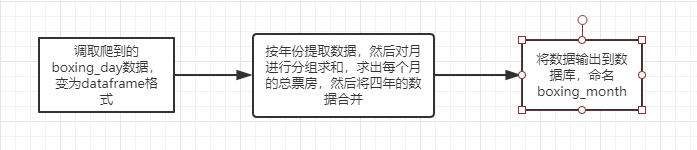 调取爬到的
boxing_day数据，
变为dataframe格
式
按年份提取数据，然后对月
进行分组求和，求出每个月
的总票房，然后将四年的数
据合并
将数据输出到数
据库，命名
boxing_month